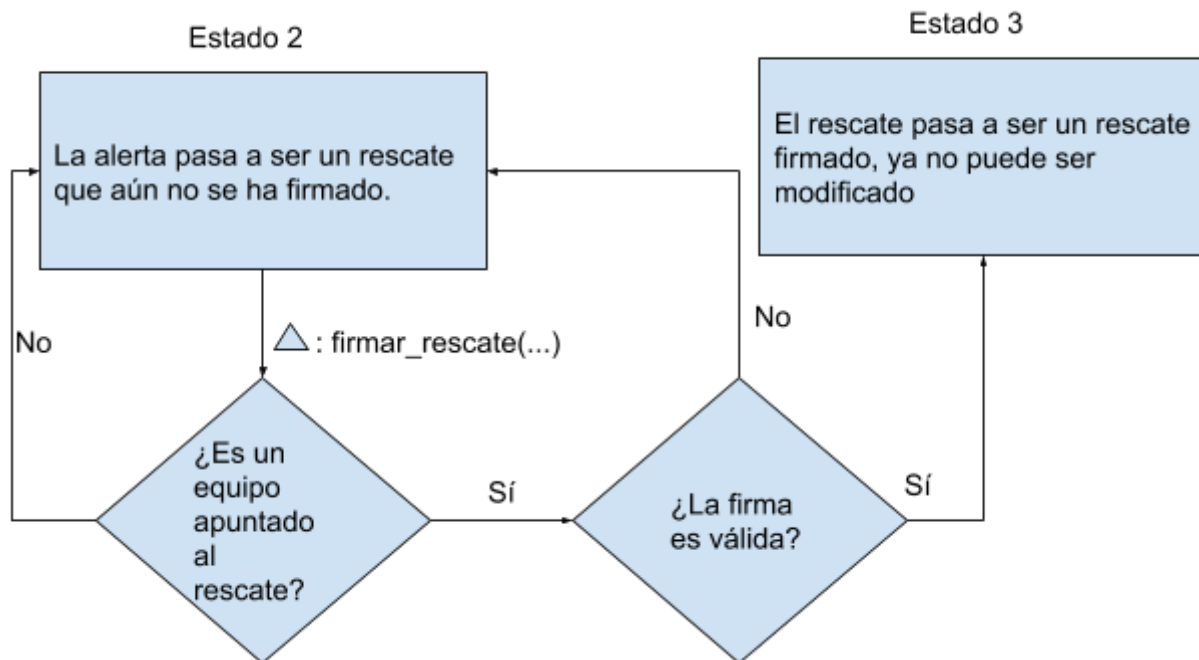 Estado 2
Estado 3
La alerta pasa a ser un rescate
que aún no se ha firmado.
El rescate pasa a ser un rescate
firmado, ya no puede ser
modificado
No
: firmar_rescate(...)
No
¿Es un
equipo
apuntado
al
rescate?
Sí
¿La firma
es válida?
Sí